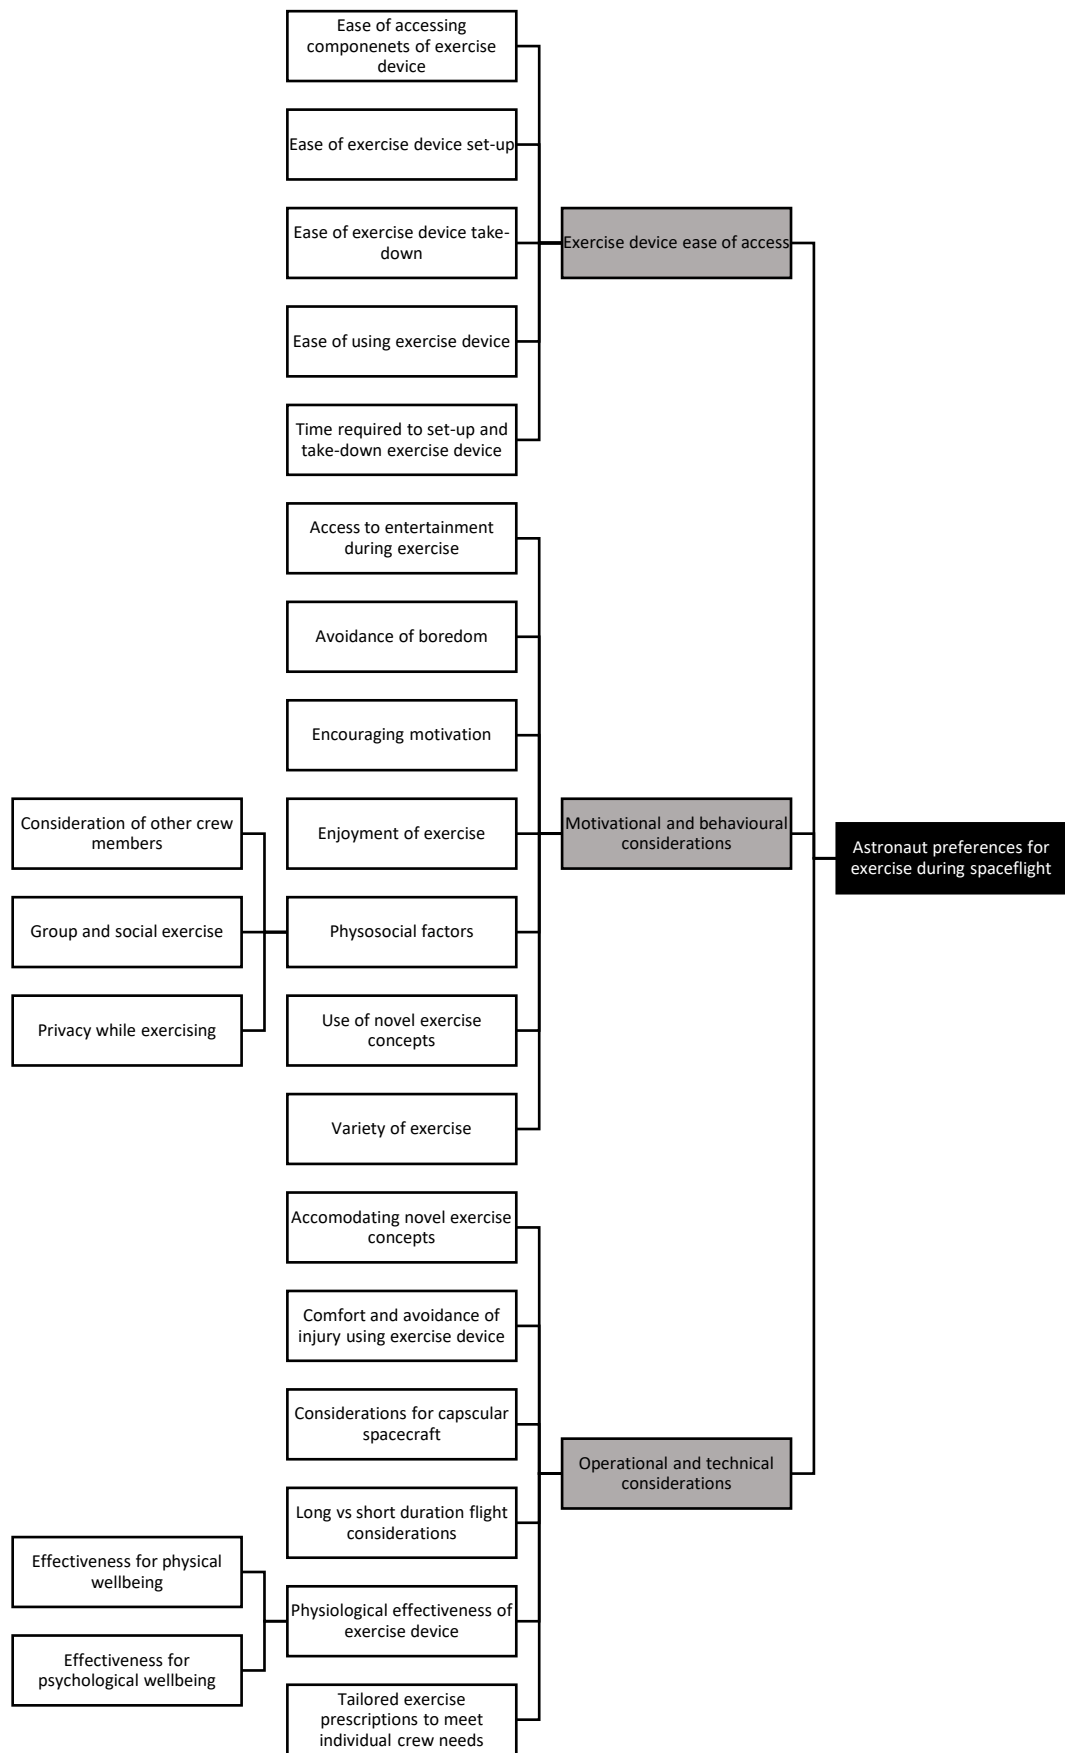 Ease of accessing
componenets of exercise
device
Ease of exercise device set-up
Ease of exercise device take-
down
Exercise device ease of access
Ease of using exercise device
Time required to set-up and
take-down exercise device
Access to entertainment
during exercise
Avoidance of boredom
Encouraging motivation
Consideration of other crew
members
Enjoyment of exercise
Motivational and behavioural
considerations
Astronaut preferences for
exercise during spaceflight
Group and social exercise
Physosocial factors
Privacy while exercising
Use of novel exercise
concepts
Variety of exercise
Accomodating novel exercise
concepts
Comfort and avoidance of
injury using exercise device
Considerations for capscular
spacecraft
Operational and technical
considerations
Long vs short duration flight
considerations
Effectiveness for physical
wellbeing
Physiological effectiveness of
exercise device
Effectiveness for
psychological wellbeing
Tailored exercise
prescriptions to meet
individual crew needs